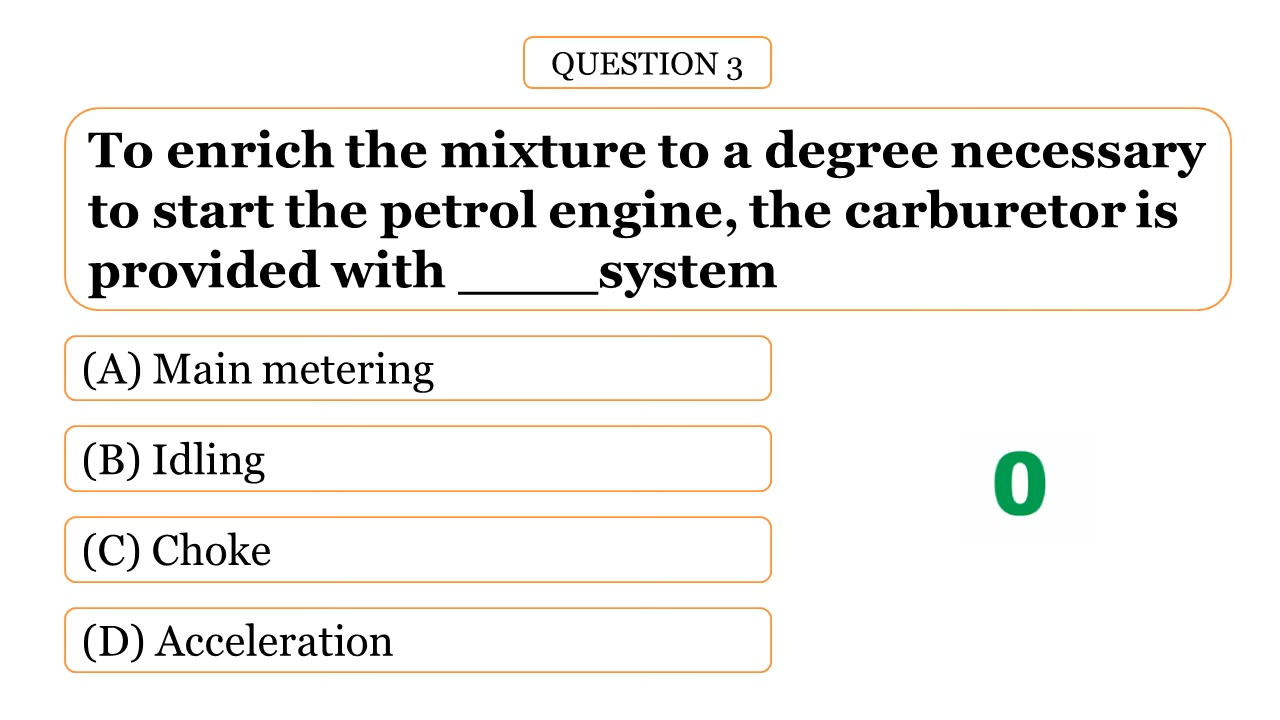 QUESTION 3
To enrich the mixture to a degree necessary
to start the petrol engine, the carburetor is
provided with _____system
(A) Main metering
(B) Idling
(C) Choke
(D) Acceleration
0